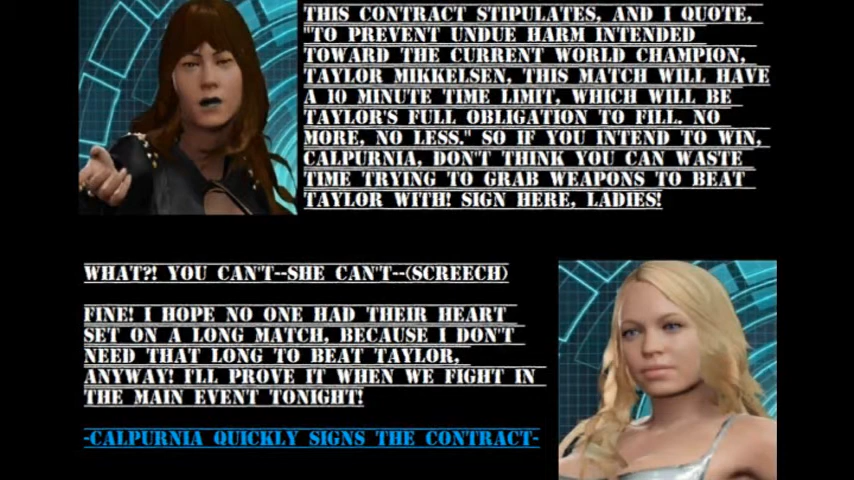 THIS CONTRACT STIPULATES, AND I QUOTE,
"TO PREVENT UNDUE HARM INTENDED
TOWARD THE CURRENT WORLD CHAMPION,
TAYLOR MIKKELSEN, THIS MATCH WILL HAVE
A 10 MINUTE TIME LIMIT, WHICH WILL BE
TAYLOR'S FULL OBLIGATION TO FILL. NO
MORE, NO LESS." SO IF YOU INTEND TO WIN,
CALPURNIA, DON'T THINK YOU CAN WASTE
TIME TRYING TO GRAB WEAPONS TO BEAT
TAYLOR WITH! SIGN HERE, LADIES!
WHAT?! YOU CAN'T--SHE CAN'T--(SCREECH)
FINE! I HOPE NO ONE HAD THEIR HEART
SET ON A LONG MATCH, BECAUSE I DON'T
NEED THAT LONG TO BEAT TAYLOR,
ANYWAY! I'LL PROVE IT WHEN WE FIGHT IN
THE MAIN EVENT TONIGHT!
-CALPURNIA QUICKLY SIGNS THE CONTRACT-